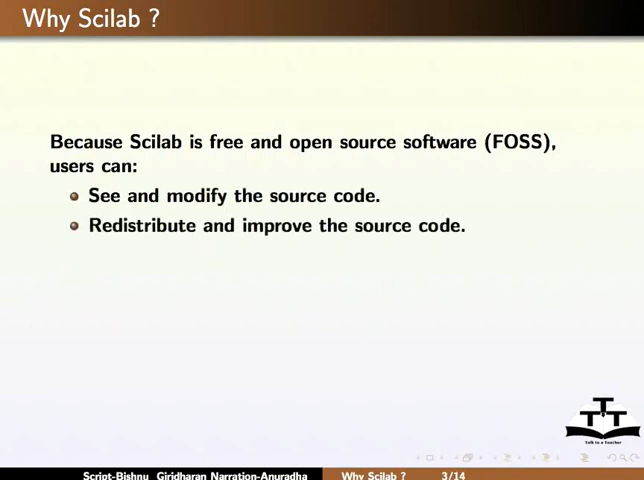 Why Scilab ?
Because Scilab is free and open source software (FOSS),
users can:
See and modify the source code.
Redistribute and improve the source code.
TTT
Talk to a Teacher
Script-Bishnu Giridharan Narration-Anuradha Why Scilab ? 3/14